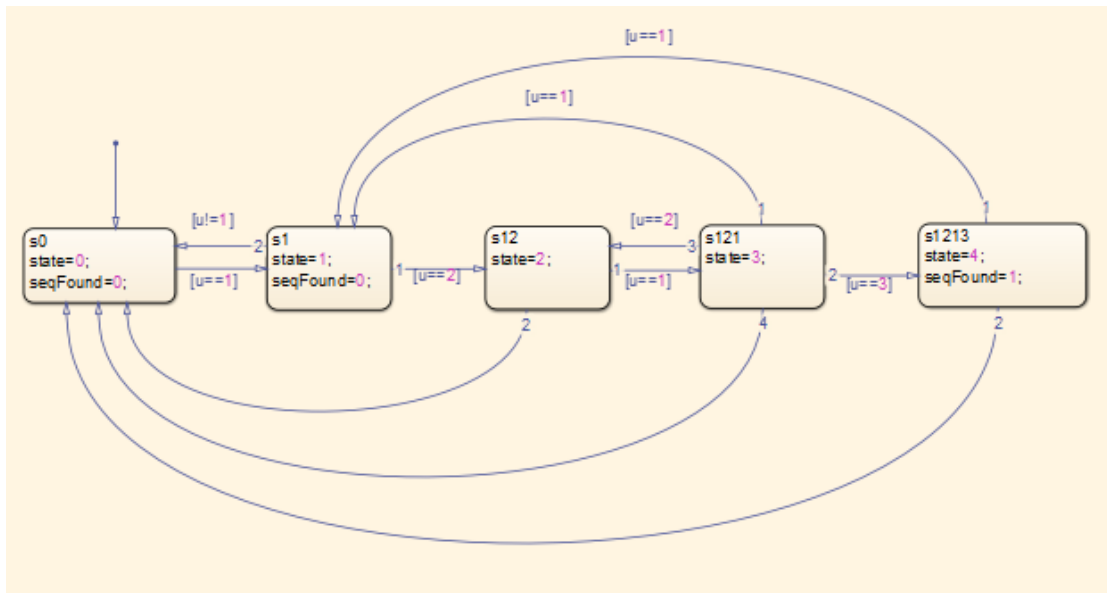 [u==1]
[u==1]
[u!=1]
[u==2]
1
1
s0
state=0;
seqFound=0;
2
s1
state=1;
seqFound=0;
s12
state=2;
3
s121
state=3;
s1213
state=4;
seqFound=1;
[u==1]
1
[u==2]
1
[u==1]
2
[u==3]
2
4
2